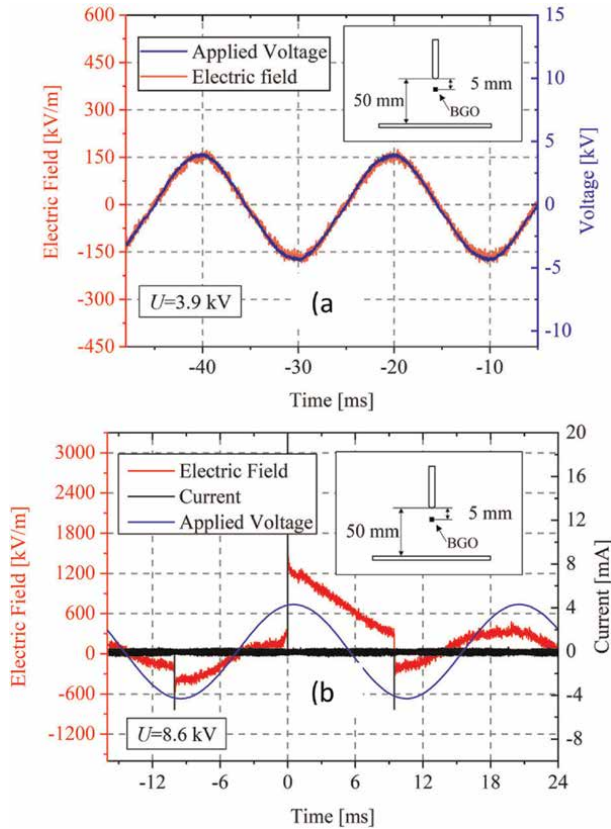 600
450
300
150
0
-150
-300
-450
Electric Field [kV/m]
Applied Voltage
Electric field
50 mm
5 mm
BGO
15
10
5
0
-5
-10
Voltage [kV]
U=3.9 kV
(a
-40
-30
-20
-10
Time [ms]
3300
3000
2400
1800
1200
600
0
-600
-1200
Electric Field [kV/m]
Electric Field
Current
Applied Voltage
50 mm
5 mm
BGO
20
16
12
8
4
0
-4
-8
Current [mA]
U=8.6 kV
(b)
-12
-6
0
6
12
18
24
Time [ms]